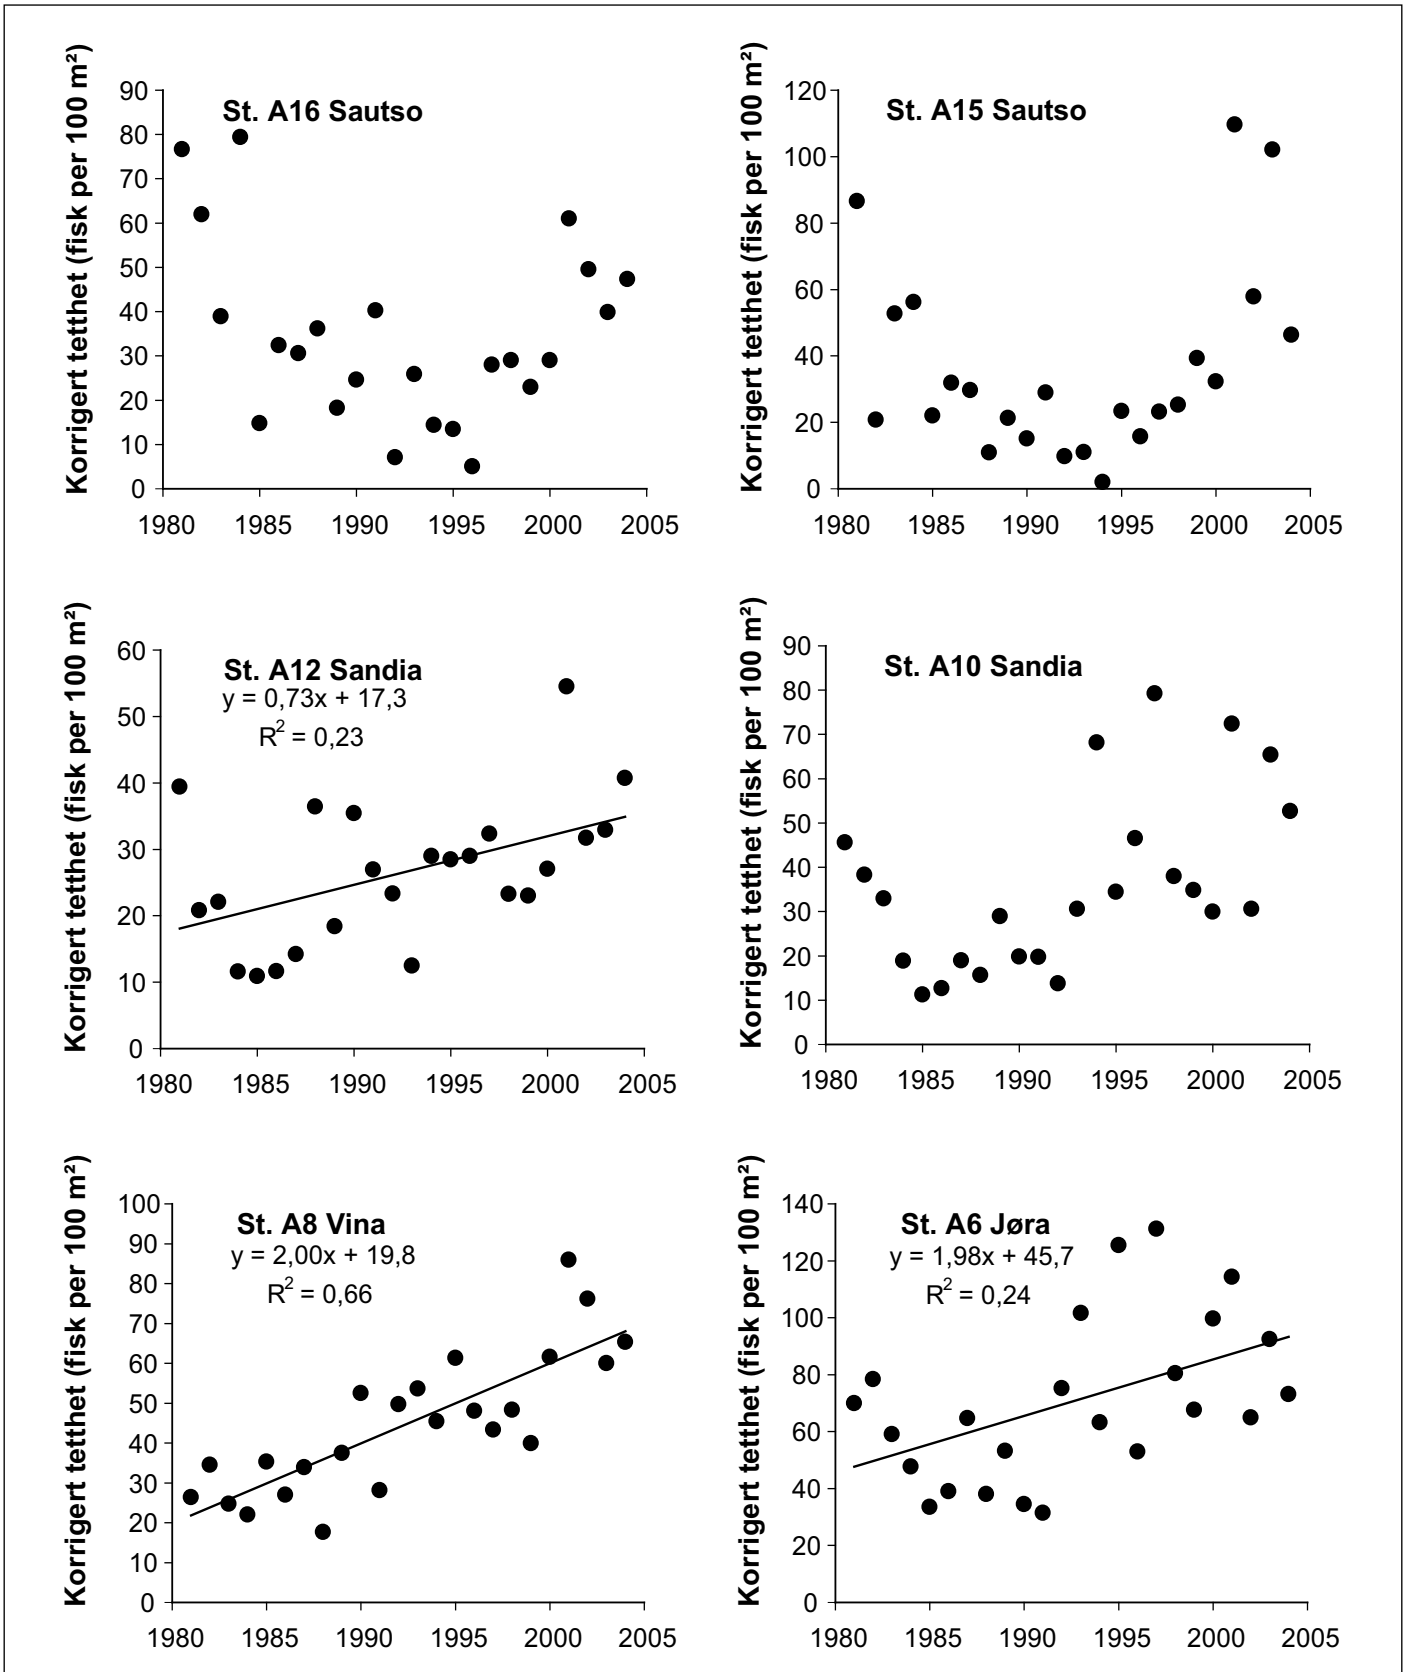 Korrigert tetthet (fisk per 100 m²)
St. A16 Sautso
90
80
70
60
50
40
30
20
10
0
1980 1985 1990 1995 2000 2005
Korrigert tetthet (fisk per 100 m²)
St. A15 Sautso
120
100
80
60
40
20
0
1980 1985 1990 1995 2000 2005
Korrigert tetthet (fisk per 100 m²)
St. A12 Sandia
y = 0,73x + 17,3
R² = 0,23
60
50
40
30
20
10
0
1980 1985 1990 1995 2000 2005
Korrigert tetthet (fisk per 100 m²)
St. A10 Sandia
90
80
70
60
50
40
30
20
10
0
1980 1985 1990 1995 2000 2005
Korrigert tetthet (fisk per 100 m²)
St. A8 Vina
y = 2,00x + 19,8
R² = 0,66
100
90
80
70
60
50
40
30
20
10
0
1980 1985 1990 1995 2000 2005
Korrigert tetthet (fisk per 100 m²)
St. A6 Jøra
y = 1,98x + 45,7
R² = 0,24
140
120
100
80
60
40
20
0
1980 1985 1990 1995 2000 2005